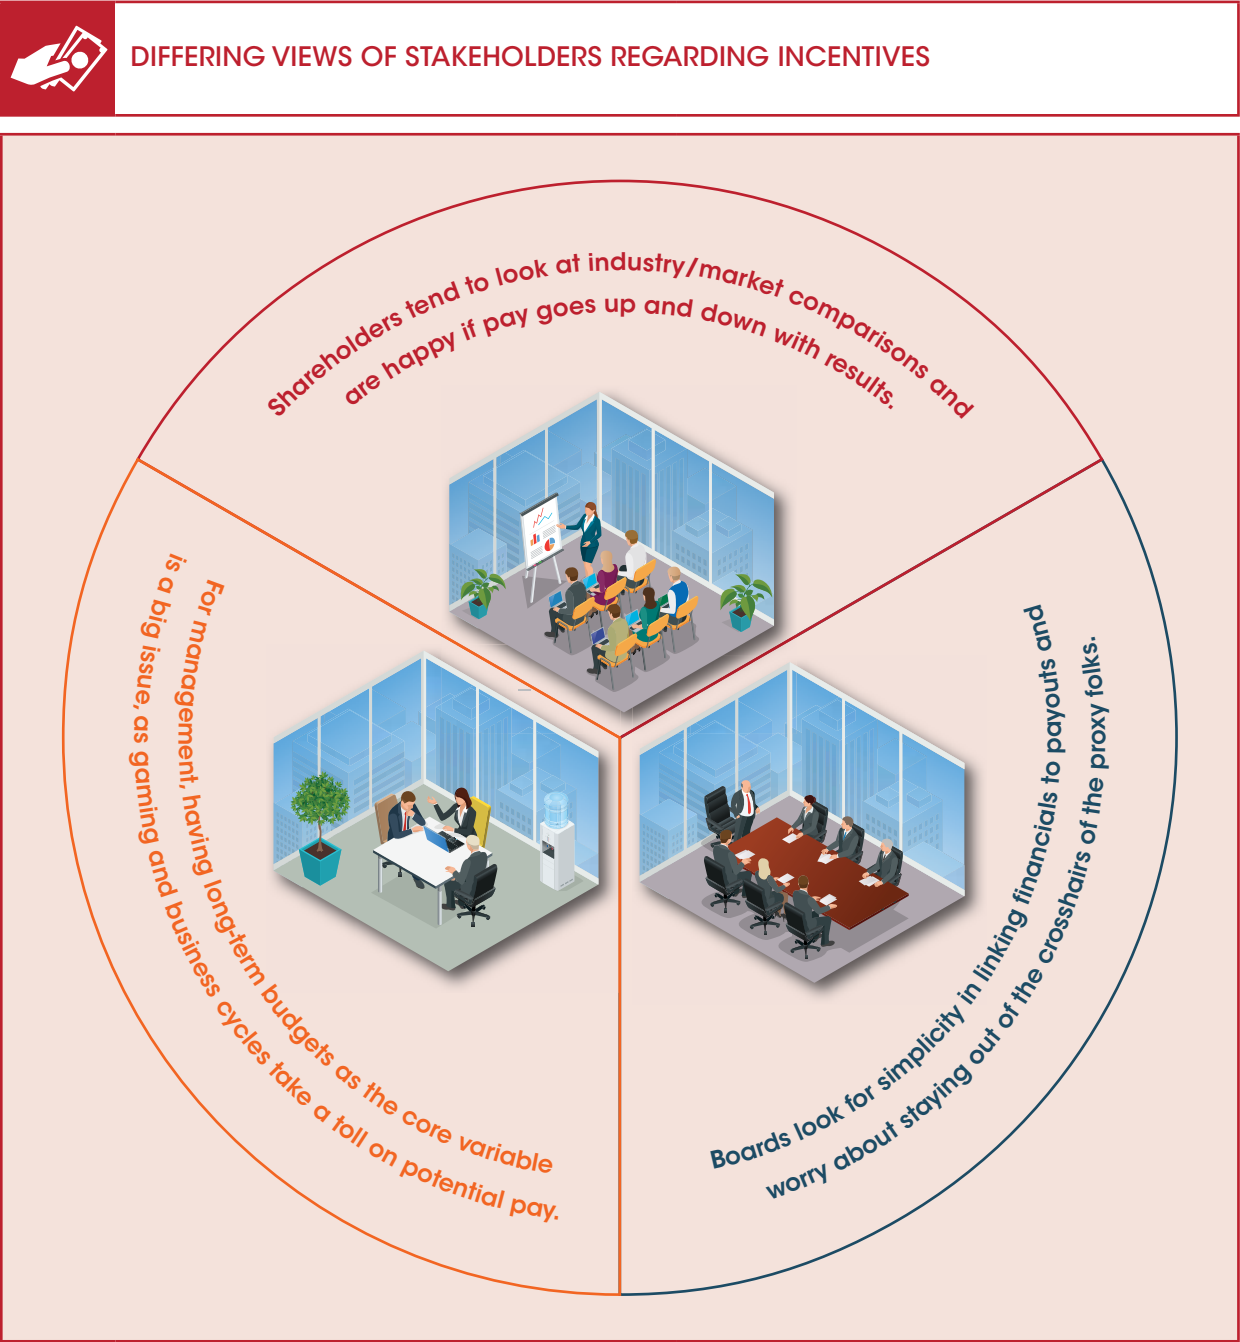 DIFFERING VIEWS OF STAKEHOLDERS REGARDING INCENTIVES
Shareholders tend to look at industry/market comparisons and
are happy if pay goes up and down with results.
For management, having long-term budgets as the core variable
is a big issue, as gaming and business cycles take a toll on potential pay.
Boards look for simplicity in linking financials to payouts and
worry about staying out of the crosshairs of the proxy folks.